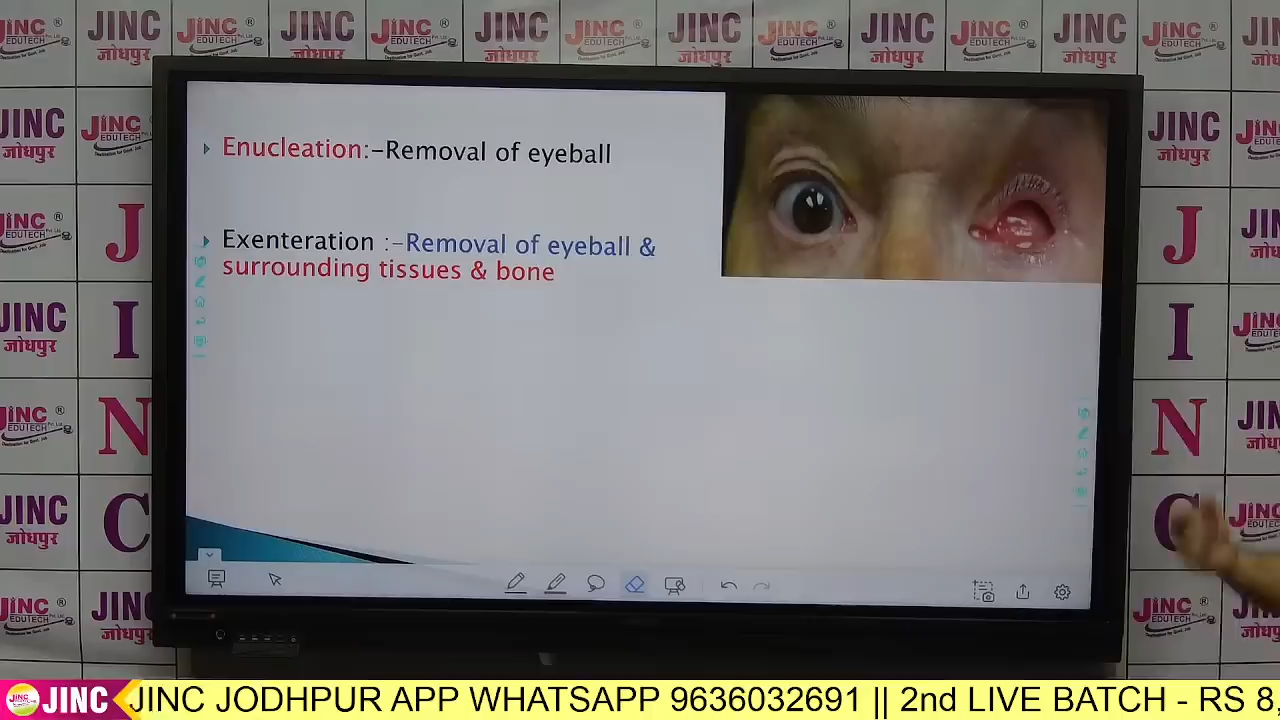 Enucleation:-Removal of eyeball
Exenteration :-Removal of eyeball &
surrounding tissues & bone
JINC
जोधपुर
JINC
EDUTECH
J
I
N
C
J
I
N
C
JINC JINC JODHPUR APP WHATSAPP 9636032691 || 2nd LIVE BATCH - RS 8,